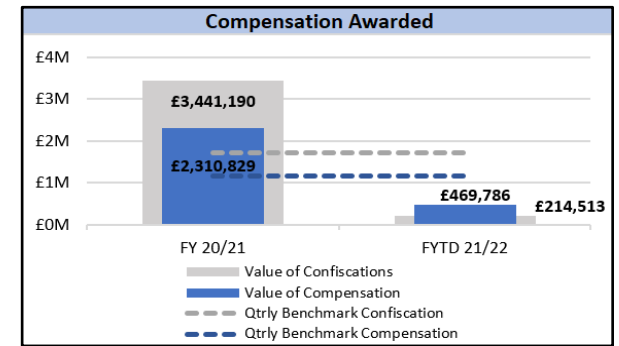 Compensation Awarded
£4M
£3M
£2M
£1M
£0M
£3,441,190
£2,310,829
£469,786
£214,513
FY 20/21
FYTD 21/22
Value of Confiscations
Value of Compensation
Qtrly Benchmark Confiscation
Qtrly Benchmark Compensation